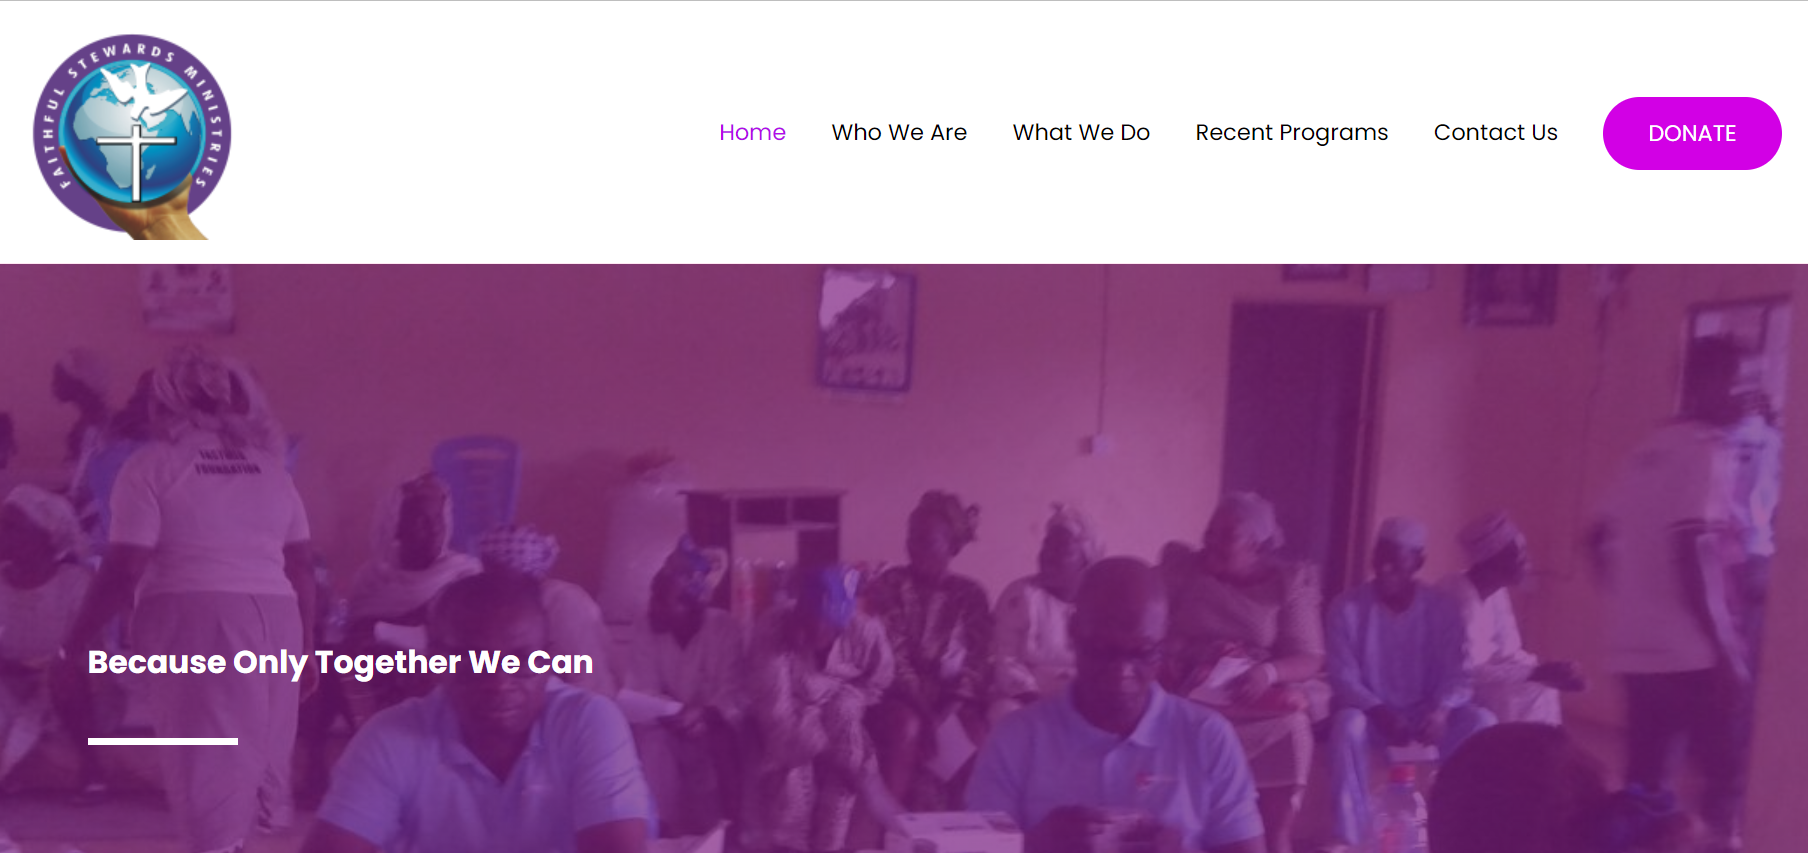 FAITHFUL STEWARDS MINISTRIES
Home
Who We Are
What We Do
Recent Programs
Contact Us
DONATE
FOUNDATION
Because Only Together We Can